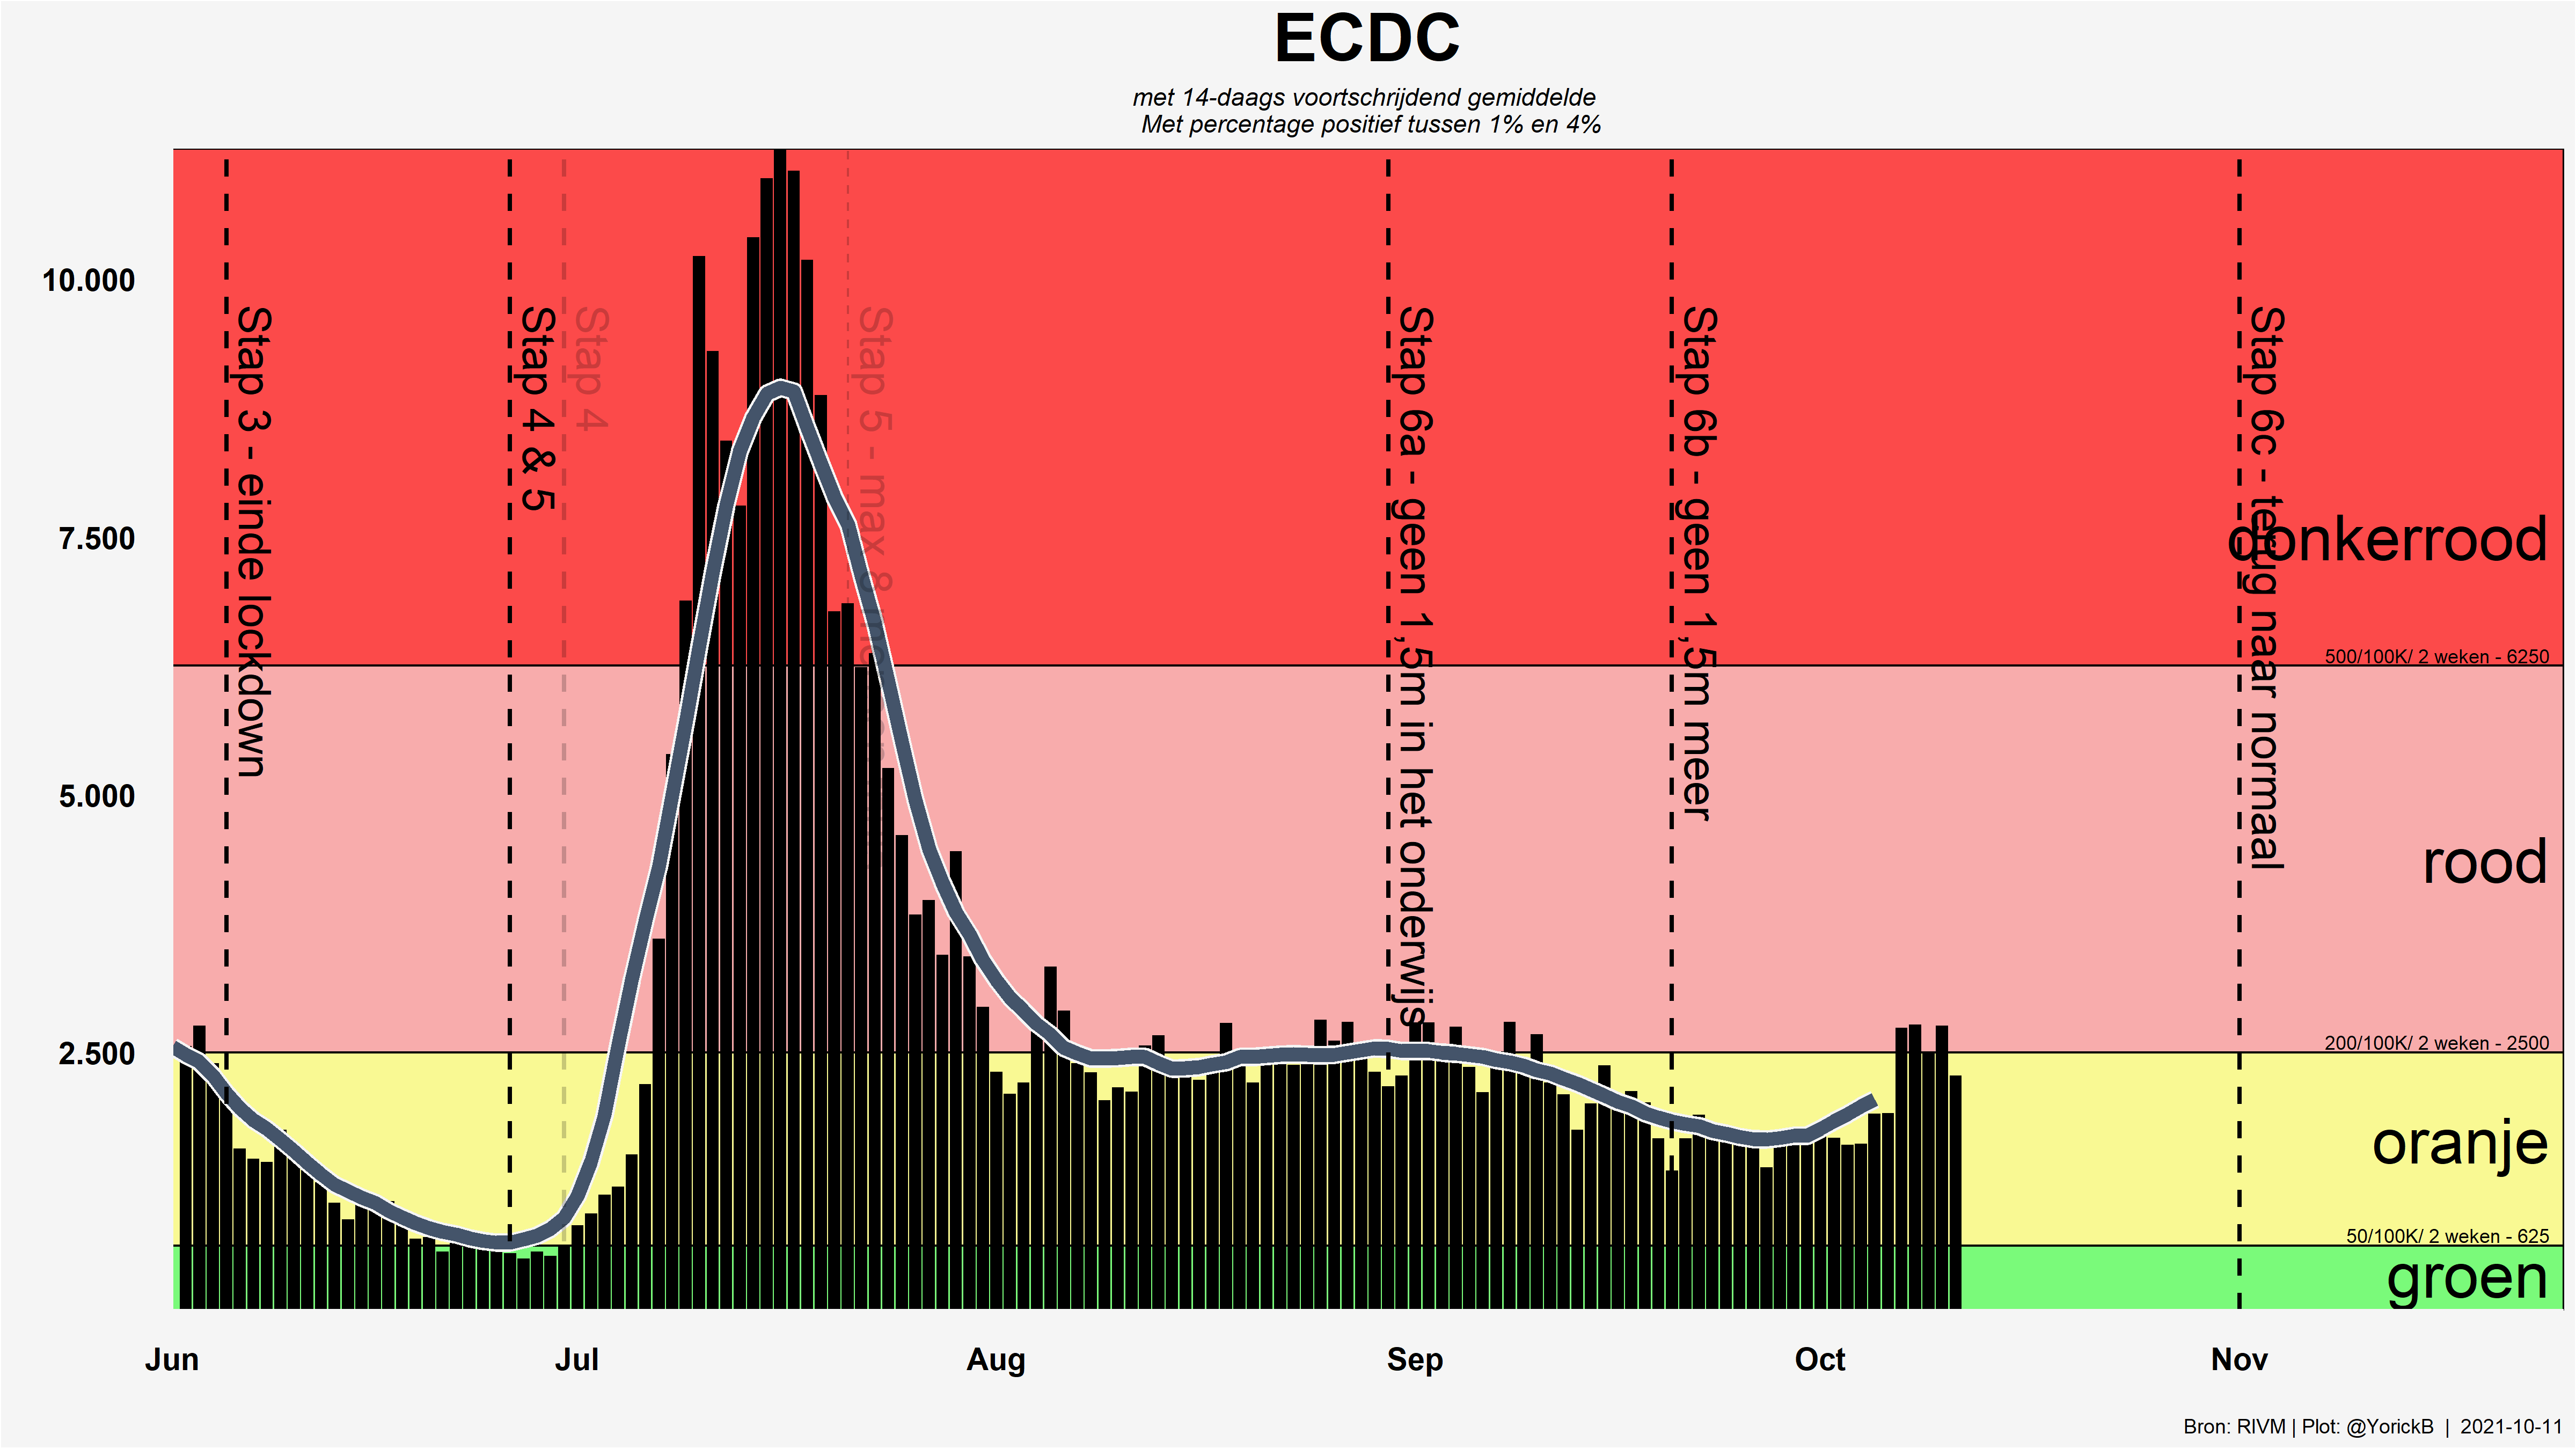 ECDC
met 14-daags voortschrijdend gemiddelde
Met percentage positief tussen 1% en 4%
10.000
7.500
5.000
2.500
Stap 3 - einde lockdown
Stap 4 & 5
Stap 4
Stap 5 - max 8
Stap 6a - geen 1,5m in het onderwijs
Stap 6b - geen 1,5m meer
Stap 6c - terug naar normaal
donkerrood
500/100K/ 2 weken - 6250
rood
200/100K/ 2 weken - 2500
oranje
50/100K/ 2 weken - 625
groen
Jun
Jul
Aug
Sep
Oct
Nov
Bron: RIVM | Plot: @YorickB | 2021-10-11